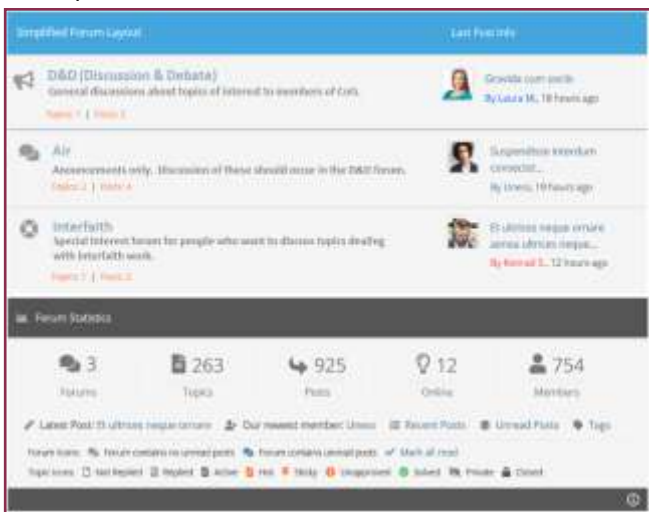 Simplified Forum Layout
Last Post Info
D&D (Discussion & Debate)
General discussions about topics of interest to members of
Topics | Posts
Gravida cum sociis
By Laura M., 18 hours ago
Air
Announcements only. Discussion of these should occur in the D&D forum.
Topics 2 | Posts 4
Suspendisse interdum
consectet...
By Uness, 19 hours ago
Interfaith
Special interest forum for people who want to discuss topics dealing
with Interfaith work.
Topics 1 | Posts
Et ultrices neque ornare
aenea ultrices neque...
By Konrad S., 12 hours ago
Forum Statistics
3
263
925
12
754
Forums
Topics
Posts
Online
Members
Latest Post: Et ultrices neque ornare Our newest member: Uness Recent Posts Unread Posts Tags
Forum Icons: Forum contains no unread posts Forum contains unread posts Mark all read
Topic Icons: Not Replied Replied Active Hot Sticky Unapproved Solved Private Closed